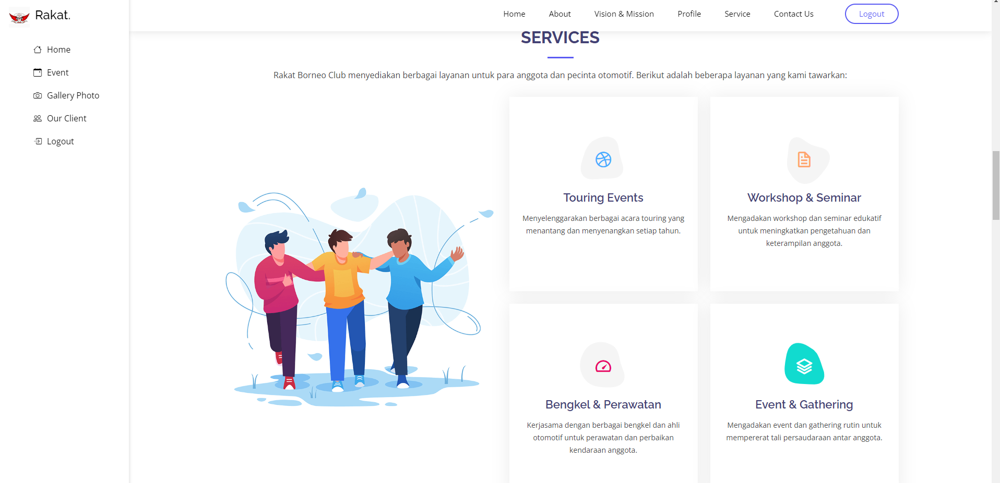 Rakat.
Home
Event
Gallery Photo
Our Client
Logout
Home About Vision & Mission Profile Service Contact Us Logout
SERVICES
Rakat Borneo Club menyediakan berbagai layanan untuk para anggota dan pecinta otomotif. Berikut adalah beberapa layanan yang kami tawarkan:
Touring Events
Menyelenggarakan berbagai acara touring yang
menantang dan menyenangkan setiap tahun.
Workshop & Seminar
Mengadakan workshop dan seminar edukatif
untuk meningkatkan pengetahuan dan
keterampilan anggota.
Bengkel & Perawatan
Kerjasama dengan berbagai bengkel dan ahli
otomotif untuk perawatan dan perbaikan
kendaraan anggota.
Event & Gathering
Mengadakan event dan gathering rutin untuk
mempererat tali persaudaraan antar anggota.